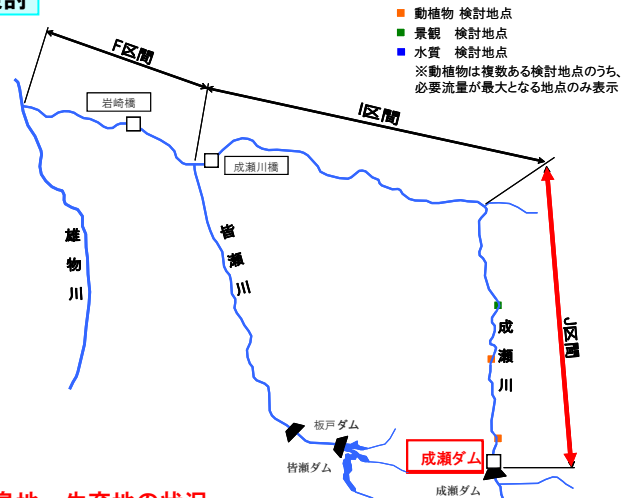 的
動植物 検討地点
景観 検討地点
水質 検討地点
※動植物は複数ある検討地点のうち、
必要流量が最大となる地点のみ表示
F区間
I区間
岩崎橋
成瀬川橋
雄物川
皆瀬川
成瀬川
J区間
板戸ダム
皆瀬ダム
成瀬ダム
成瀬ダム
生産地の状況